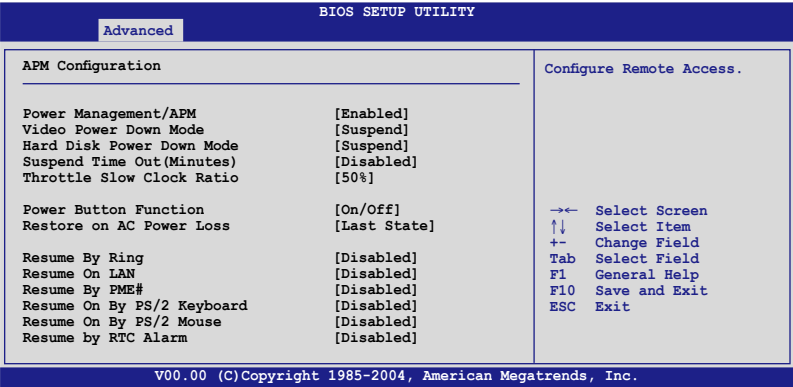 BIOS SETUP UTILITY
Advanced
APM Configuration
Power Management/APM [Enabled]
Video Power Down Mode [Suspend]
Hard Disk Power Down Mode [Suspend]
Suspend Time Out(Minutes) [Disabled]
Throttle Slow Clock Ratio [50%]
Power Button Function [On/Off]
Restore on AC Power Loss [Last State]
Resume By Ring [Disabled]
Resume On LAN [Disabled]
Resume By PME# [Disabled]
Resume On By PS/2 Keyboard [Disabled]
Resume On By PS/2 Mouse [Disabled]
Resume by RTC Alarm [Disabled]
Configure Remote Access.
→← Select Screen
↑↓ Select Item
+- Change Field
Tab Select Field
F1 General Help
F10 Save and Exit
ESC Exit
V00.00 (C)Copyright 1985-2004, American Megatrends, Inc.